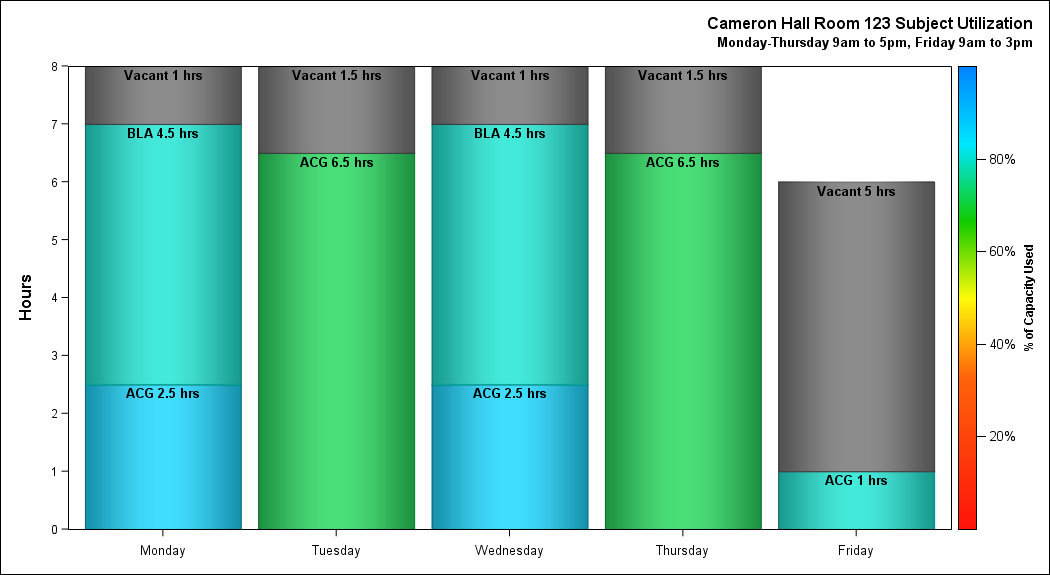 Cameron Hall Room 123 Subject Utilization
Monday-Thursday 9am to 5pm, Friday 9am to 3pm
Hours
8
7
6
5
4
3
2
1
0
Vacant 1 hrs
BLA 4.5 hrs
ACG 2.5 hrs
Vacant 1.5 hrs
ACG 6.5 hrs
Vacant 1 hrs
BLA 4.5 hrs
ACG 2.5 hrs
Vacant 1.5 hrs
ACG 6.5 hrs
Vacant 5 hrs
ACG 1 hrs
Monday
Tuesday
Wednesday
Thursday
Friday
80%
60%
40%
20%
% of Capacity Used